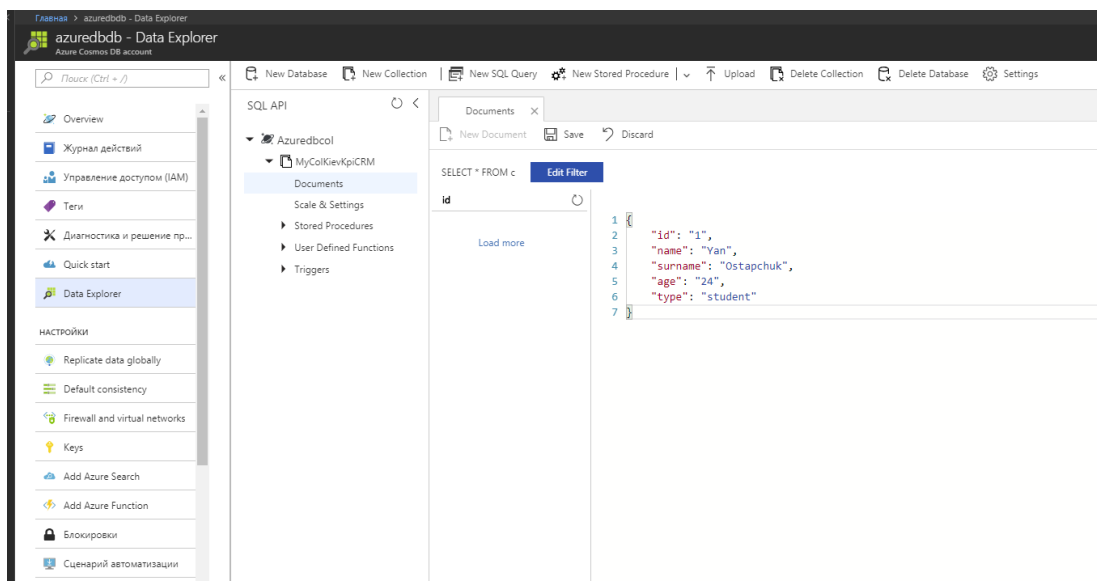 Главная > azuredbdb - Data Explorer
azuredbdb - Data Explorer
Azure Cosmos DB account
Поиск (Ctrl + /)
Overview
Журнал действий
Управление доступом (IAM)
Теги
Диагностика и решение пр...
Quick start
Data Explorer
НАСТРОЙКИ
Replicate data globally
Default consistency
Firewall and virtual networks
Keys
Add Azure Search
Add Azure Function
Блокировки
Сценарий автоматизации
New Database New Collection New SQL Query New Stored Procedure Upload Delete Collection Delete Database Settings
SQL API
Azuredbcol
MyColKievKpiCRM
Documents
Scale & Settings
Stored Procedures
User Defined Functions
Triggers
Documents
New Document Save Discard
SELECT * FROM c Edit Filter
id
Load more
1 {
2 "id": "1",
3 "name": "Yan",
4 "surname": "Ostapchuk",
5 "age": "24",
6 "type": "student"
7 }